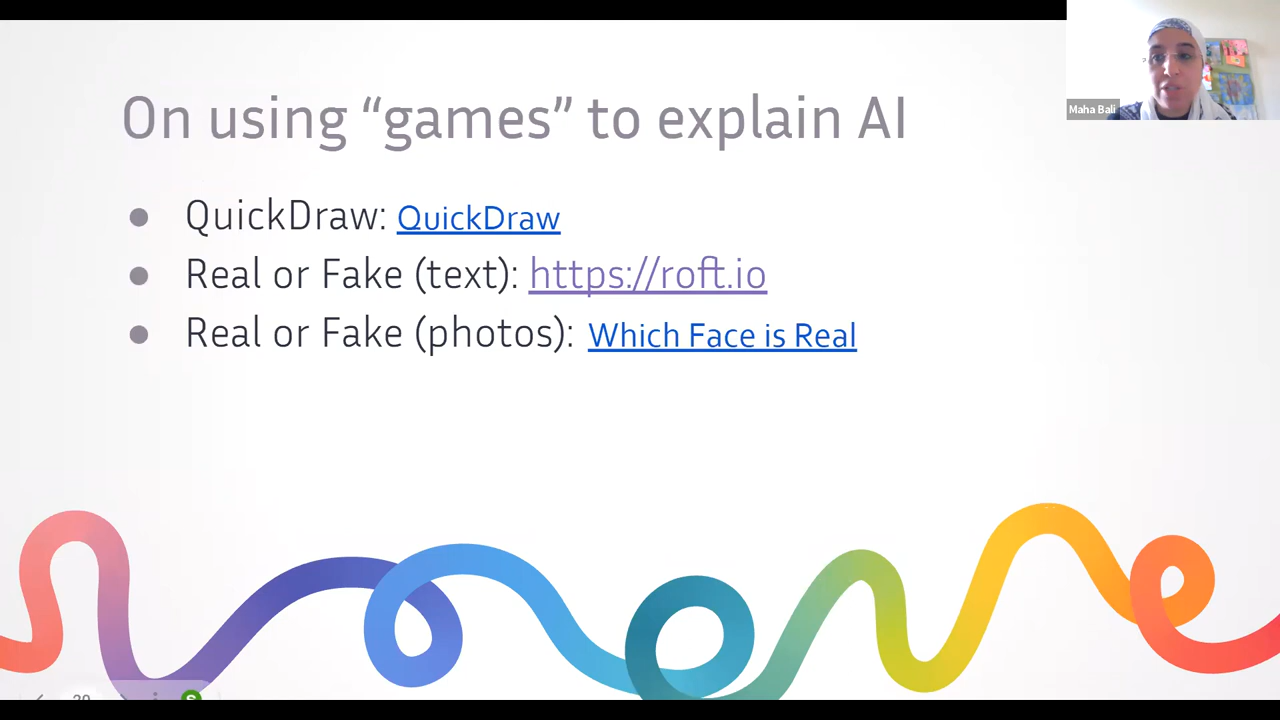 On using “games” to explain AI
● QuickDraw: QuickDraw
● Real or Fake (text): https://roft.io
● Real or Fake (photos): Which Face is Real
Maha Bali